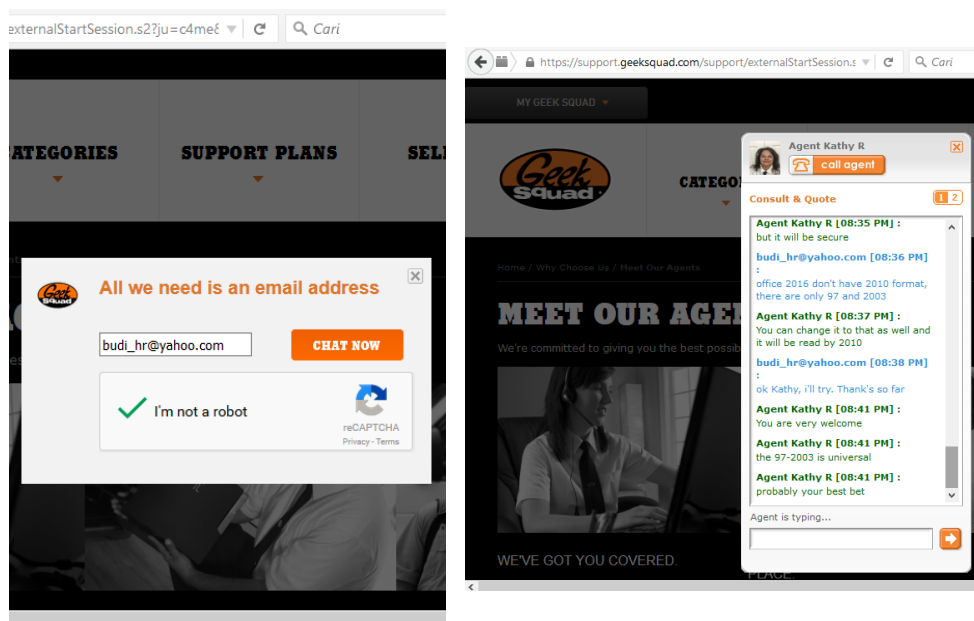 externalStartSession.s2?ju=c4me&
Cari
ATEGORIES
SUPPORT PLANS
SELL
Geek
Squad
All we need is an email address
budi_hr@yahoo.com
CHAT NOW
I'm not a robot
reCAPTCHA
Privacy - Terms
https://support.geeksquad.com/support/externalStartSession.s
Cari
MY GEEK SQUAD
Geek
Squad
CATEGO
Home / Why Choose Us / Meet Our Agents
MEET OUR AGE
We're committed to giving you the best possib
WE'VE GOT YOU COVERED.
PLACE.
Agent Kathy R
call agent
Consult & Quote
1 2
Agent Kathy R [08:35 PM] :
but it will be secure
budi_hr@yahoo.com [08:36 PM]
:
office 2016 don't have 2010 format,
there are only 97 and 2003
Agent Kathy R [08:37 PM] :
You can change it to that as well and
it will be read by 2010
budi_hr@yahoo.com [08:38 PM]
:
ok Kathy, i'll try. Thank's so far
Agent Kathy R [08:41 PM] :
You are very welcome
Agent Kathy R [08:41 PM] :
the 97-2003 is universal
Agent Kathy R [08:41 PM] :
probably your best bet
Agent is typing...